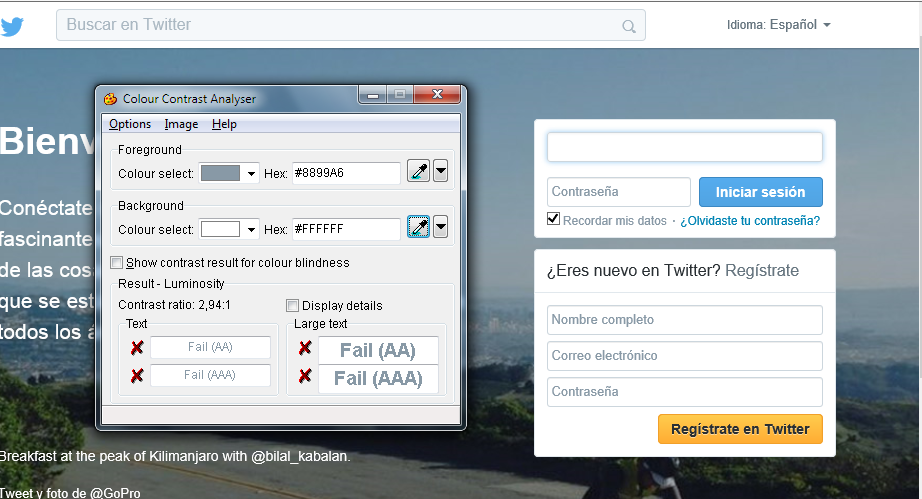 Buscar en Twitter
Idioma: Español
Colour Contrast Analyser
Options Image Help
Foreground
Colour select: Hex: #8899A6
Background
Colour select: Hex: #FFFFFF
Show contrast result for colour blindness
Result - Luminosity
Contrast ratio: 2,94:1
Display details
Text
Fail (AA)
Fail (AAA)
Large text
Fail (AA)
Fail (AAA)
Bienv
Conéctate
fascinante
de las cos
que se est
todos los á
Breakfast at the peak of Kilimanjaro with @bilal_kabalan.
Tweet y foto de @GoPro
Contraseña
Iniciar sesión
Recordar mis datos · ¿Olvidaste tu contraseña?
¿Eres nuevo en Twitter? Regístrate
Nombre completo
Correo electrónico
Contraseña
Regístrate en Twitter